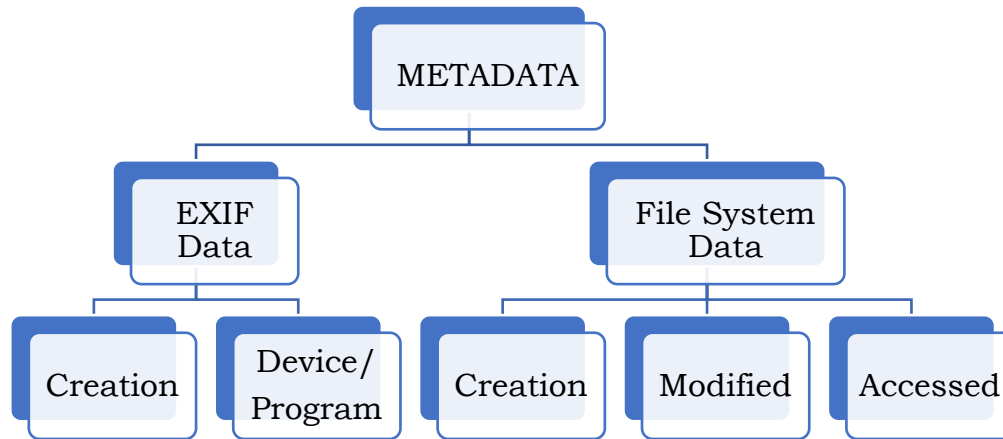 METADATA
EXIF
Data
File System
Data
Creation
Device/
Program
Creation
Modified
Accessed